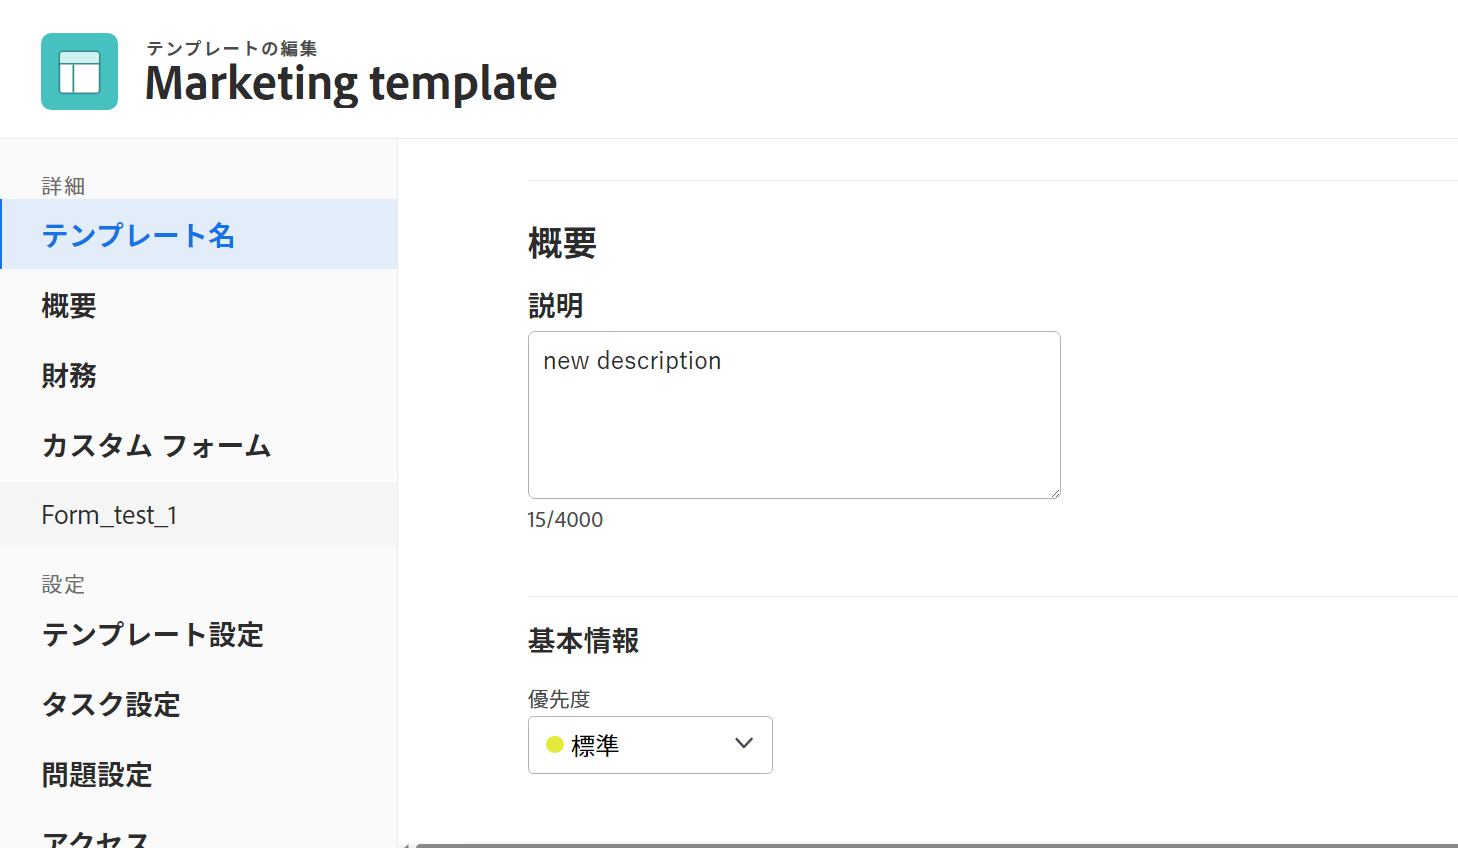 テンプレートの編集
Marketing template
詳細
テンプレート名
概要
財務
カスタム フォーム
Form_test_1
設定
テンプレート設定
タスク設定
問題設定
アクセス
概要
説明
new description
15/4000
基本情報
優先度
標準